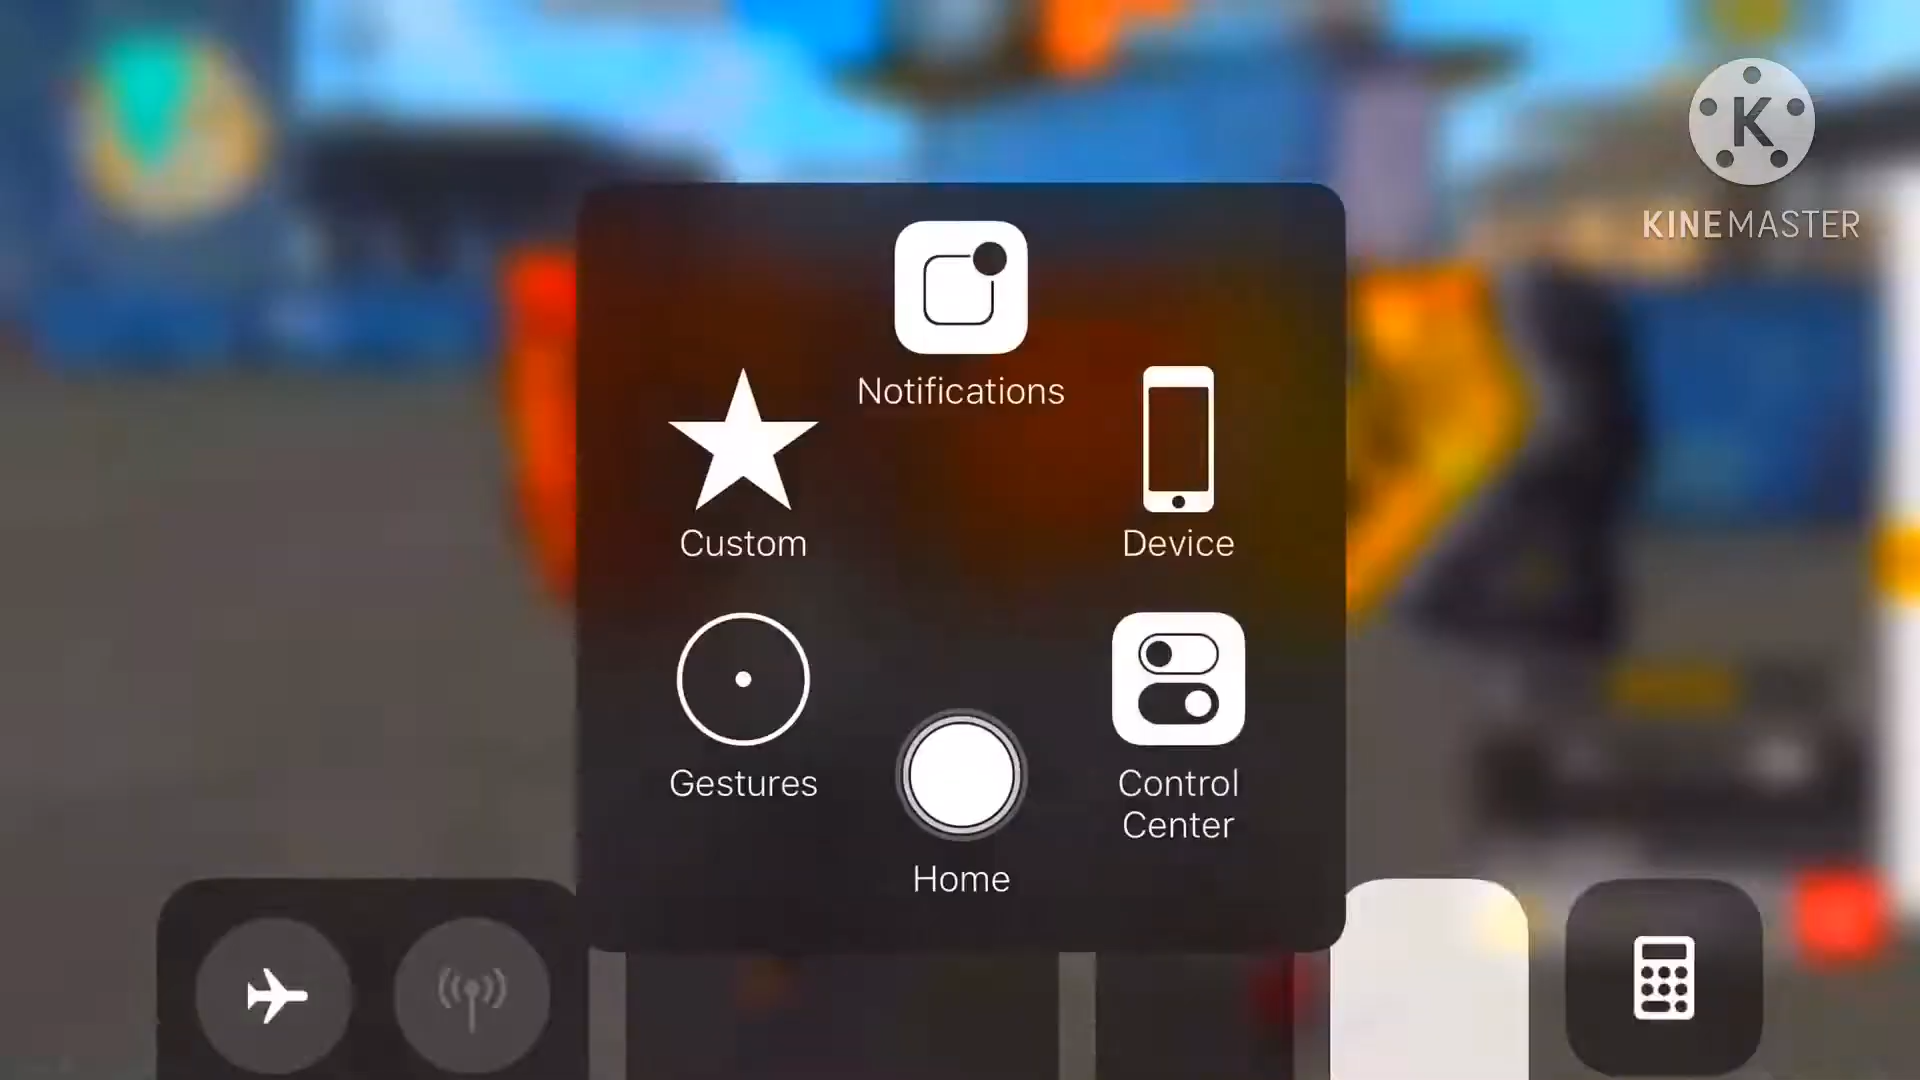 K
KINEMASTER
Notifications
Custom
Device
Gestures
Control
Center
Home